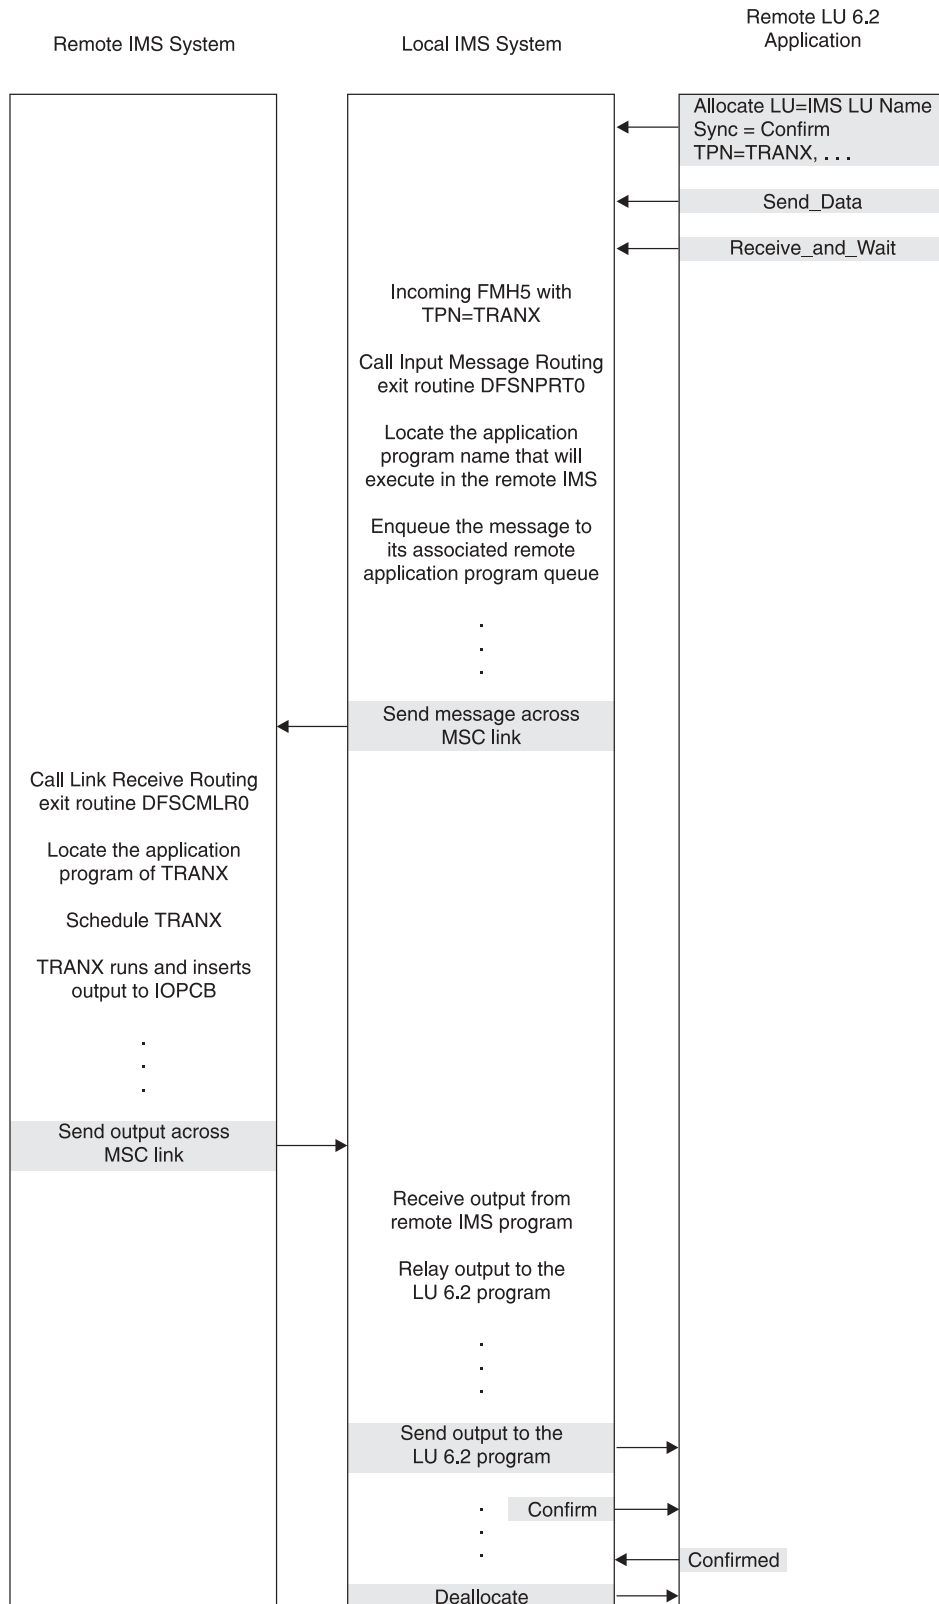 Remote IMS System
Local IMS System
Remote LU 6.2
Application
Allocate LU=IMS LU Name
Sync = Confirm
TPN=TRANX, . . .
Send_Data
Receive_and_Wait
Incoming FMH5 with
TPN=TRANX
Call Input Message Routing
exit routine DFSNPRT0
Locate the application
program name that will
execute in the remote IMS
Enqueue the message to
its associated remote
application program queue
.
.
.
Send message across
MSC link
Call Link Receive Routing
exit routine DFSCMLR0
Locate the application
program of TRANX
Schedule TRANX
TRANX runs and inserts
output to IOPCB
.
.
.
Send output across
MSC link
Receive output from
remote IMS program
Relay output to the
LU 6.2 program
.
.
.
Send output to the
LU 6.2 program
.
.
.
Confirm
Confirmed
Deallocate